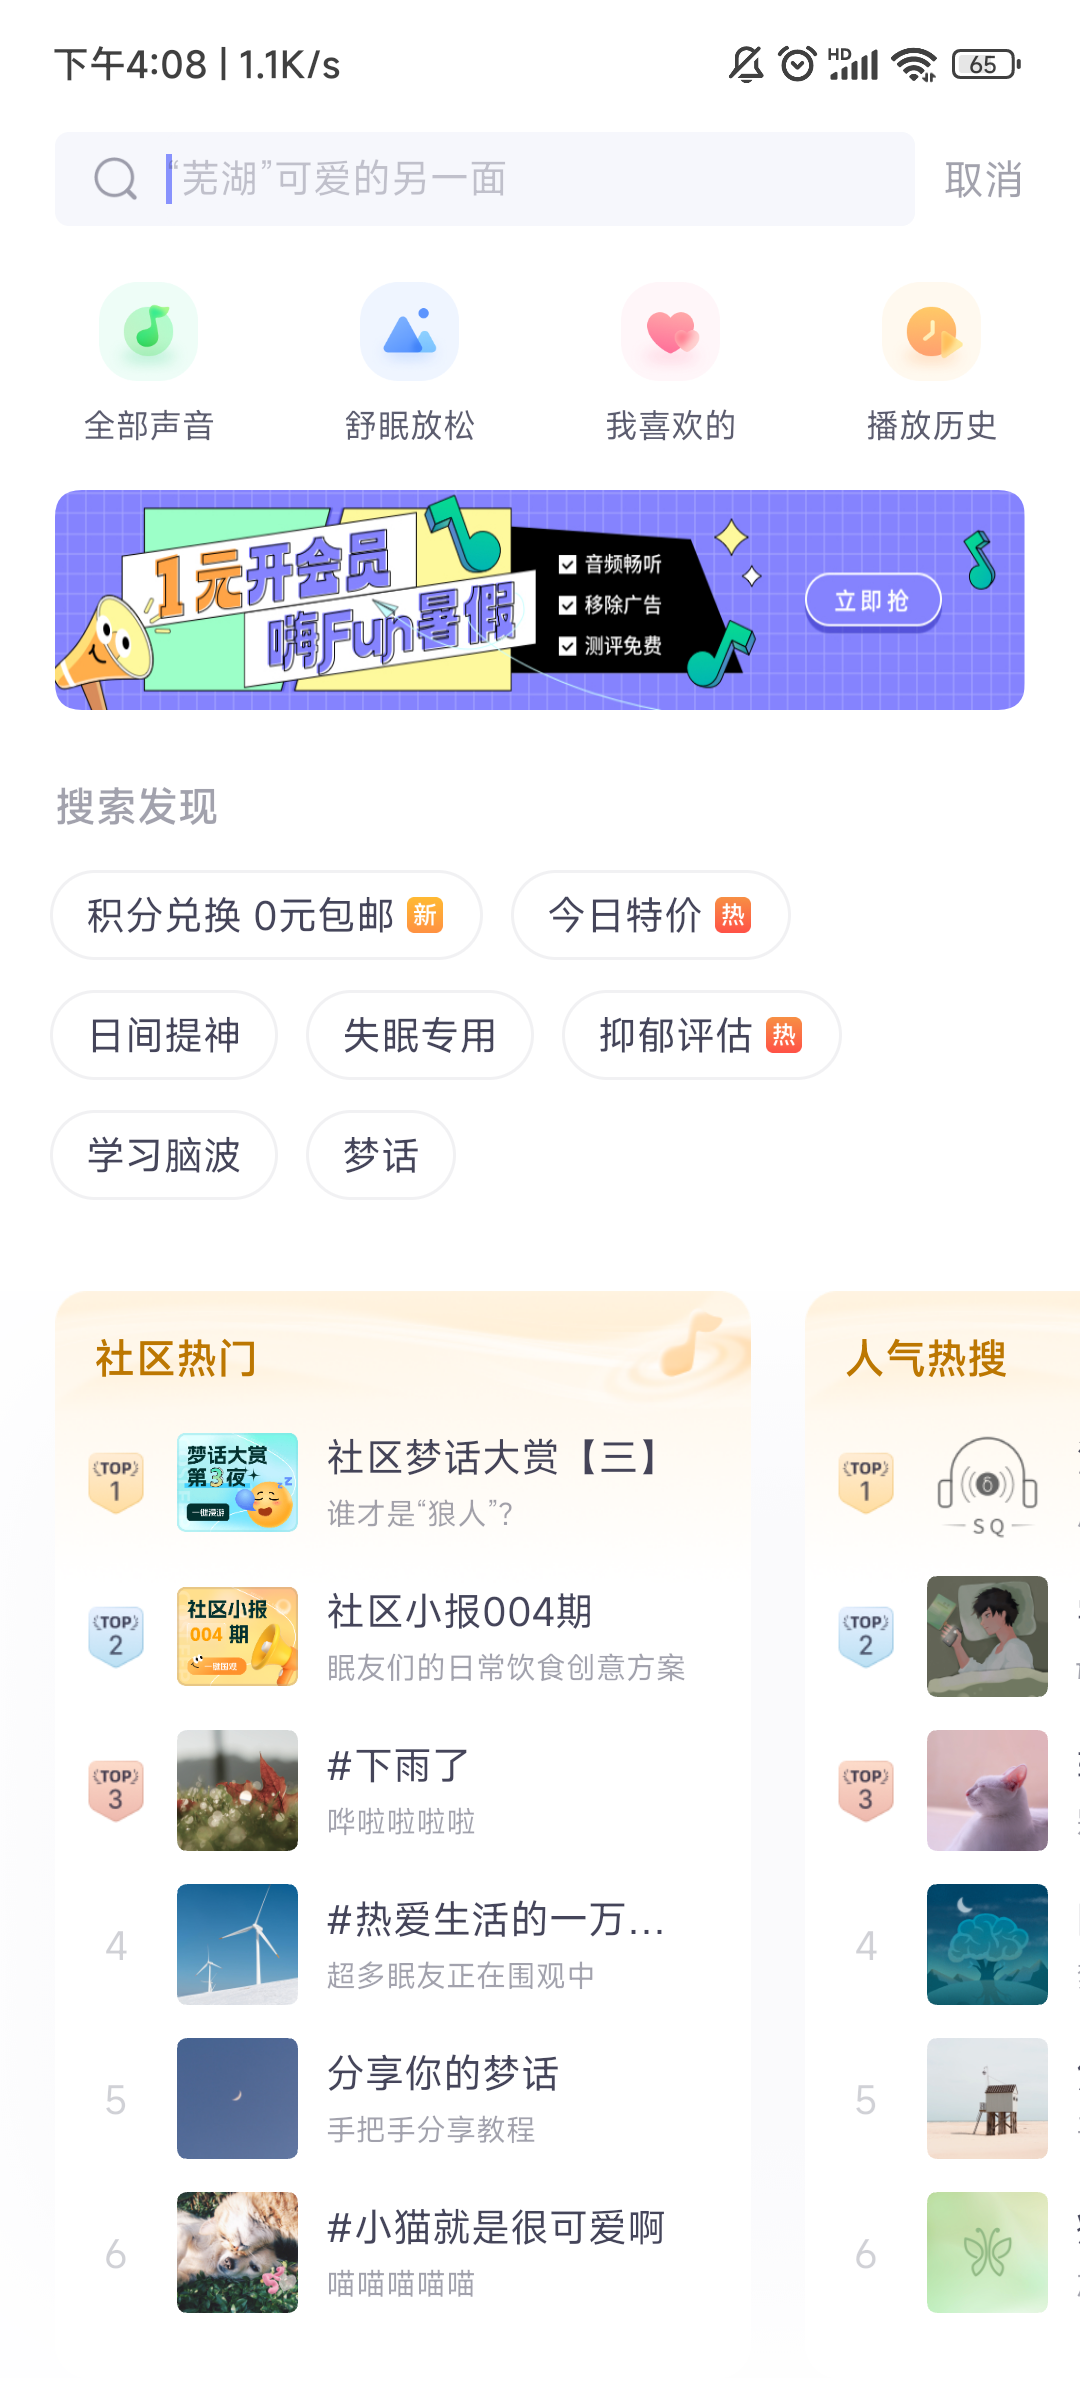 下午4:08 | 1.1K/s
HD
65
“芜湖”可爱的另一面
取消
全部声音
舒眠放松
我喜欢的
播放历史
1元开会员
嗨Fun暑假
音频畅听
移除广告
测评免费
立即抢
搜索发现
积分兑换 0元包邮 新
今日特价 热
日间提神
失眠专用
抑郁评估 热
学习脑波
梦话
社区热门
TOP 1
梦话大赏
第3夜
一键漫游
社区梦话大赏【三】
谁才是“狼人”?
TOP 2
社区小报
004 期
一键围观
社区小报004期
眠友们的日常饮食创意方案
TOP 3
#下雨了
哗啦啦啦啦
4
#热爱生活的一万...
超多眠友正在围观中
5
分享你的梦话
手把手分享教程
6
#小猫就是很可爱啊
喵喵喵喵喵
人气热搜
TOP 1
SQ
TOP 2
TOP 3
4
5
6